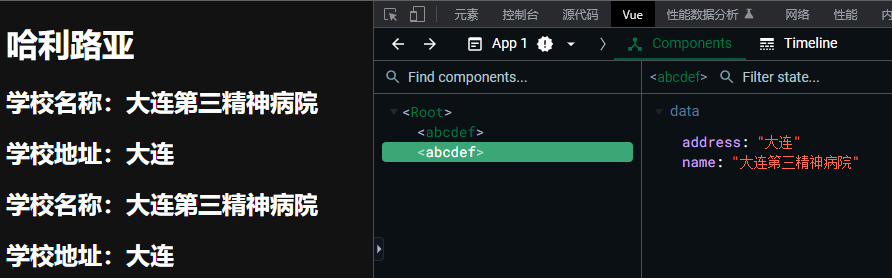 哈利路亚
学校名称：大连第三精神病院
学校地址：大连
学校名称：大连第三精神病院
学校地址：大连
元素 控制台 源代码 Vue 性能数据分析 网络 性能
App 1 Components Timeline
Find components...
<Root>
<abcdef>
<abcdef>
<abcdef> Filter state...
data
address: "大连"
name: "大连第三精神病院"